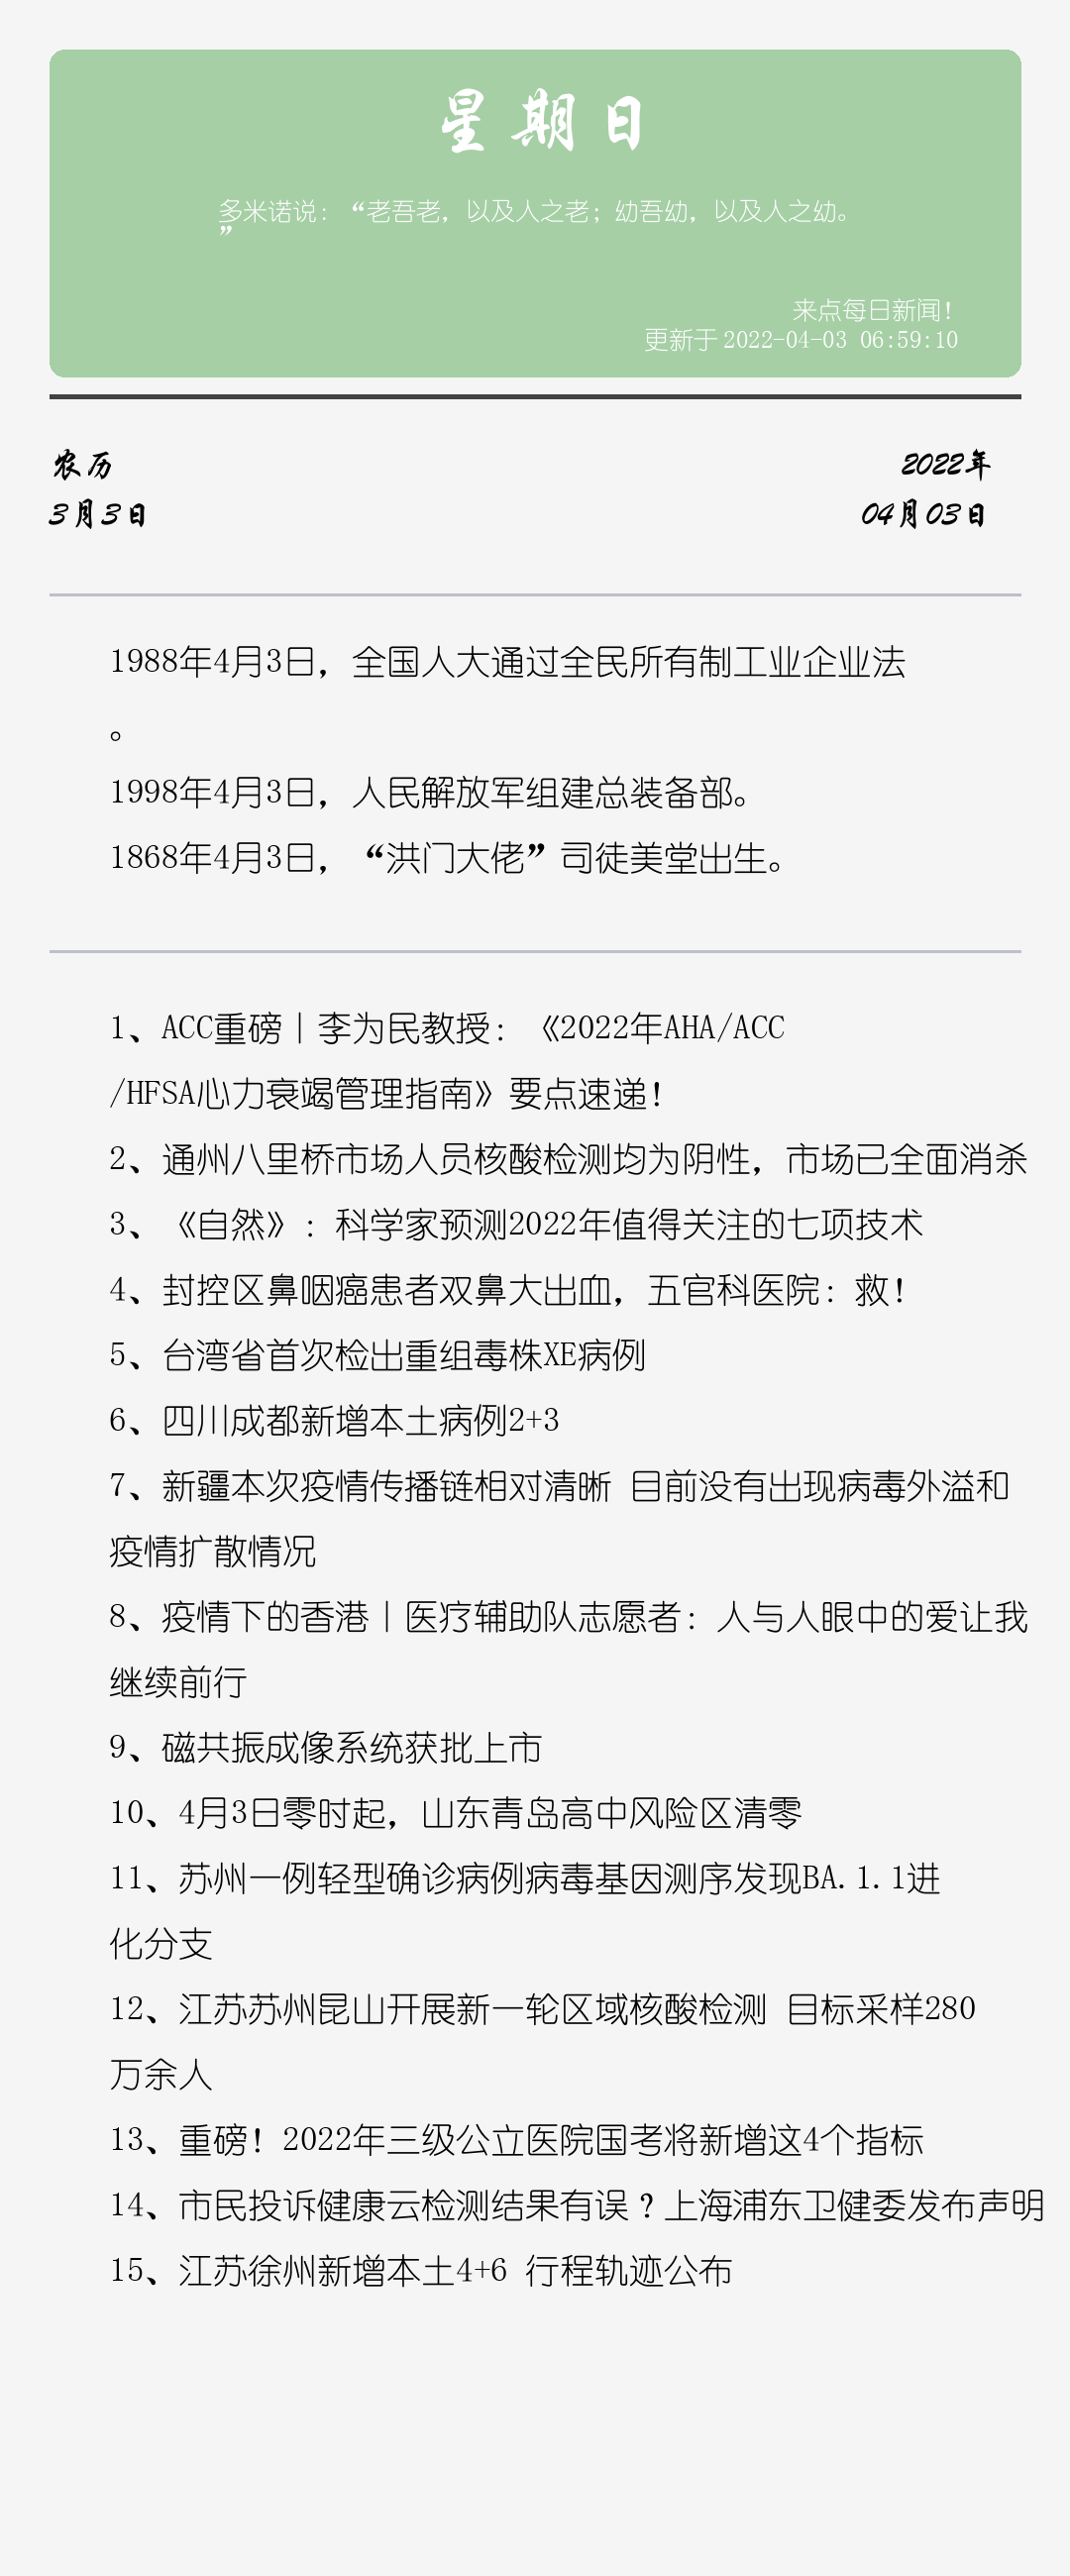 星期日
多米诺说：“老吾老，以及人之老；幼吾幼，以及人之幼。
”
来点每日新闻！
更新于 2022-04-03 06:59:10
农历
2022年
3月3日
04月03日
1988年4月3日，全国人大通过全民所有制工业企业法
。
1998年4月3日，人民解放军组建总装备部。
1868年4月3日，“洪门大佬”司徒美堂出生。
1、ACC重磅丨李为民教授：《2022年AHA/ACC
/HFSA心力衰竭管理指南》要点速递！
2、通州八里桥市场人员核酸检测均为阴性，市场已全面消杀
3、《自然》：科学家预测2022年值得关注的七项技术
4、封控区鼻咽癌患者双鼻大出血，五官科医院：救！
5、台湾省首次检出重组毒株XE病例
6、四川成都新增本土病例2+3
7、新疆本次疫情传播链相对清晰 目前没有出现病毒外溢和
疫情扩散情况
8、疫情下的香港丨医疗辅助队志愿者：人与人眼中的爱让我
继续前行
9、磁共振成像系统获批上市
10、4月3日零时起，山东青岛高中风险区清零
11、苏州一例轻型确诊病例病毒基因测序发现BA.1.1进
化分支
12、江苏苏州昆山开展新一轮区域核酸检测 目标采样280
万余人
13、重磅！2022年三级公立医院国考将新增这4个指标
14、市民投诉健康云检测结果有误？上海浦东卫健委发布声明
15、江苏徐州新增本土4+6 行程轨迹公布